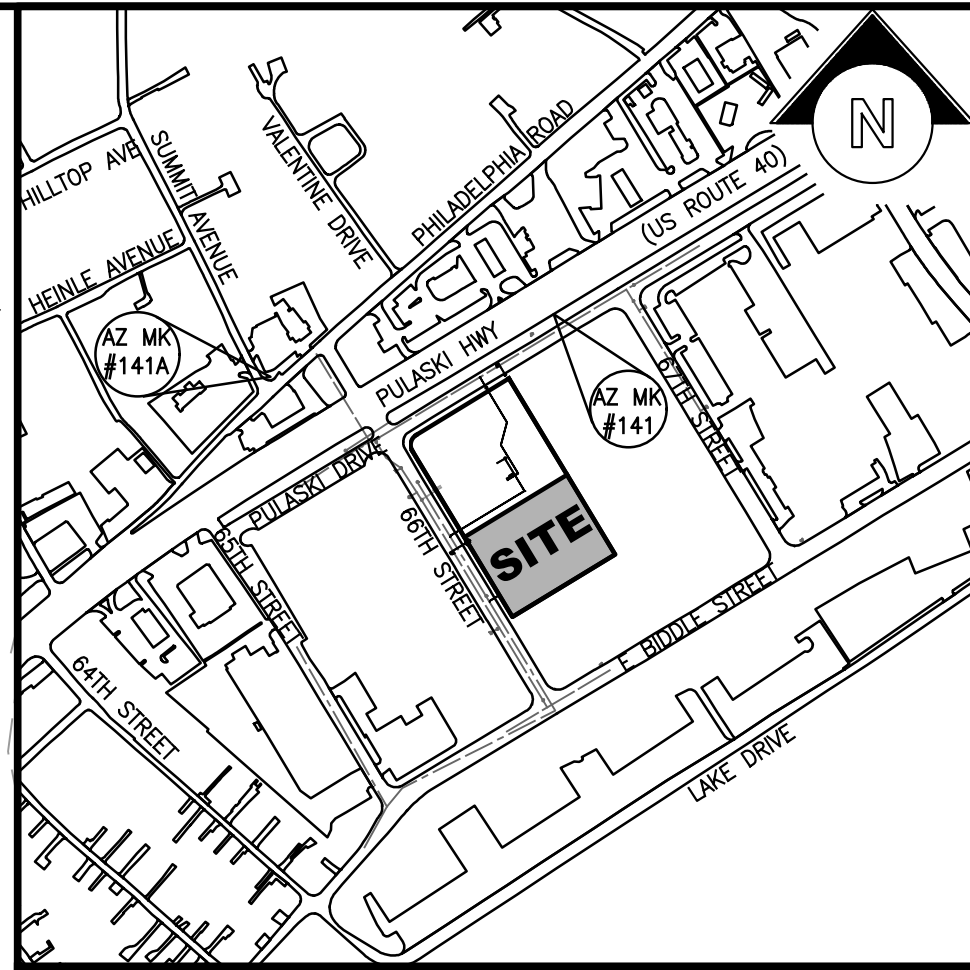 N
HILLTOP AVE
SUMMIT AVENUE
VALENTINE DRIVE
PHILADELPHIA ROAD
(US ROUTE 40)
HEINLE AVENUE
AZ MK
#141A
PULASKI HWY
AZ MK
#141
67TH STREET
PULASKI DRIVE
66TH STREET
SITE
65TH STREET
E BIDDLE STREET
64TH STREET
LAKE DRIVE